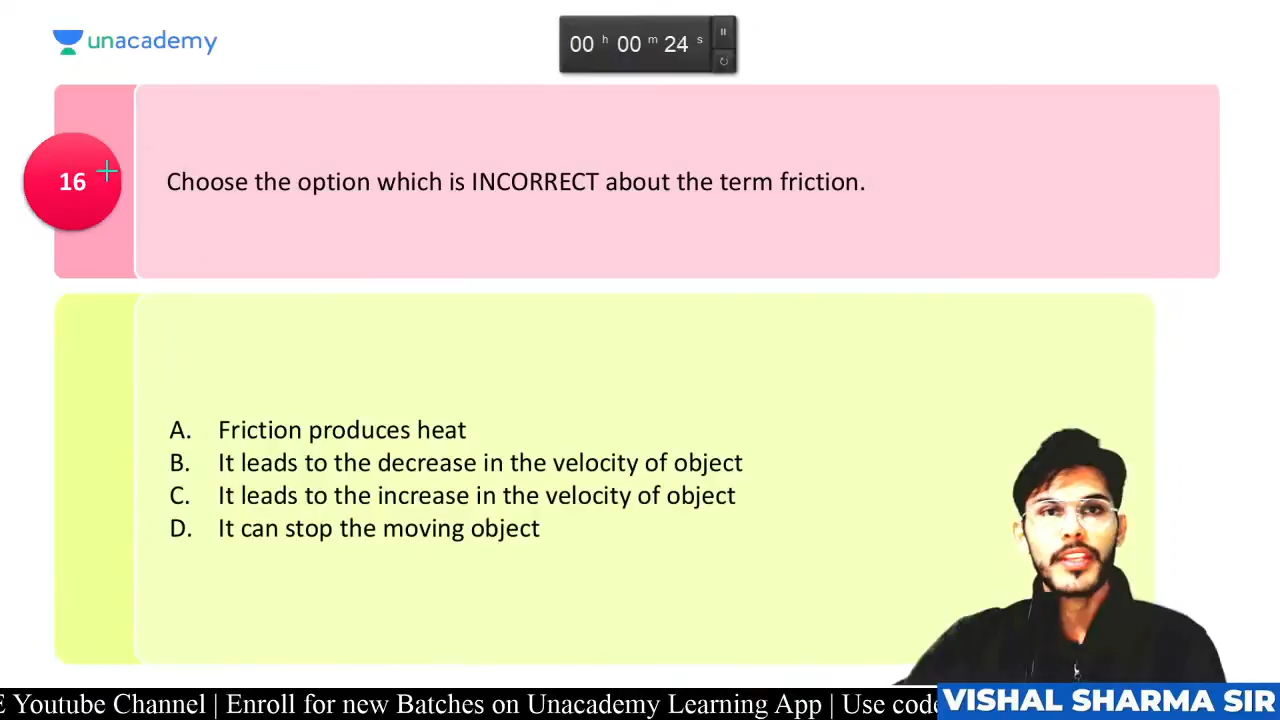 unacademy
00 h 00 m 24 s
16
Choose the option which is INCORRECT about the term friction.
A. Friction produces heat
B. It leads to the decrease in the velocity of object
C. It leads to the increase in the velocity of object
D. It can stop the moving object
E Youtube Channel | Enroll for new Batches on Unacademy Learning App | Use code
VISHAL SHARMA SIR